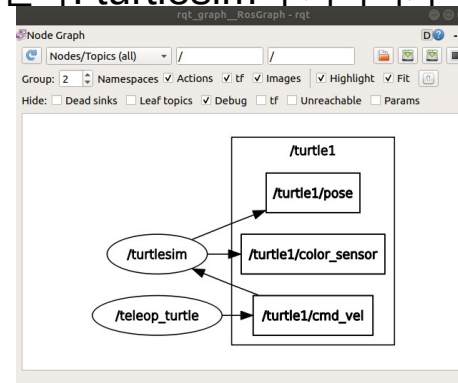 turtlesim
rqt_graph__RosGraph - rqt
Node Graph
D
Nodes/Topics (all) / /
Group: 2 Namespaces Actions tf Images Highlight Fit
Hide: Dead sinks Leaf topics Debug tf Unreachable Params
/turtle1
/turtle1/pose
/turtlesim
/turtle1/color_sensor
/teleop_turtle
/turtle1/cmd_vel